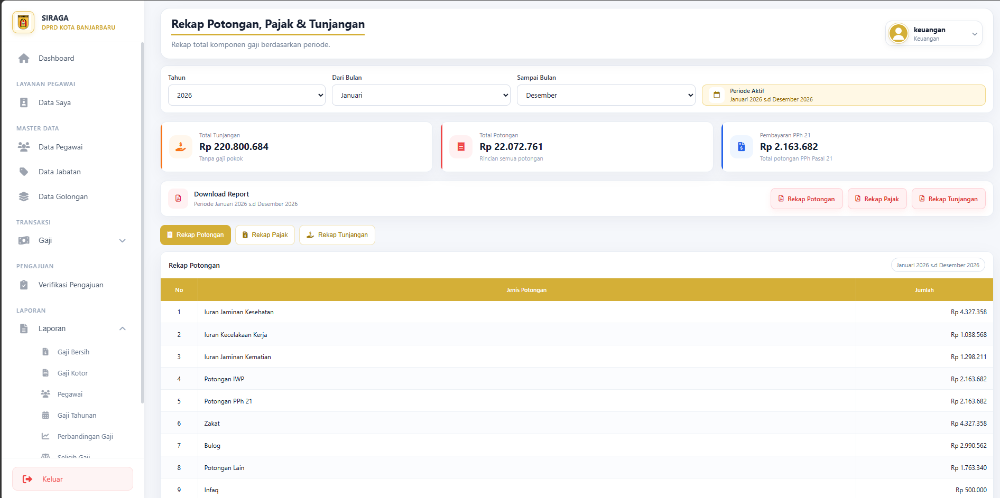 SIRAGA
DPRD KOTA BANJARBARU
Dashboard
LAYANAN PEGAWAI
Data Saya
MASTER DATA
Data Pegawai
Data Jabatan
Data Golongan
TRANSAKSI
Gaji
PENGAJUAN
Verifikasi Pengajuan
LAPORAN
Laporan
Gaji Bersih
Gaji Kotor
Pegawai
Gaji Tahunan
Perbandingan Gaji
Selisih Gaji
Keluar
Rekap Potongan, Pajak & Tunjangan
Rekap total komponen gaji berdasarkan periode.
keuangan
Keuangan
Tahun
2026
Dari Bulan
Januari
Sampai Bulan
Desember
Periode Aktif
Januari 2026 s.d Desember 2026
Total Tunjangan
Rp 220.800.684
Tanpa gaji pokok
Total Potongan
Rp 22.072.761
Rincian semua potongan
Pembayaran PPh 21
Rp 2.163.682
Total potongan PPh Pasal 21
Download Report
Periode Januari 2026 s.d Desember 2026
Rekap Potongan
Rekap Pajak
Rekap Tunjangan
Rekap Potongan
Rekap Pajak
Rekap Tunjangan
Rekap Potongan
Januari 2026 s.d Desember 2026
No Jenis Potongan Jumlah
1 Iuran Jaminan Kesehatan Rp 4.327.358
2 Iuran Kecelakaan Kerja Rp 1.038.568
3 Iuran Jaminan Kematian Rp 1.298.211
4 Potongan IWP Rp 2.163.682
5 Potongan PPh 21 Rp 2.163.682
6 Zakat Rp 4.327.358
7 Bulog Rp 2.990.562
8 Potongan Lain Rp 1.763.340
9 Infaq Rp 500.000